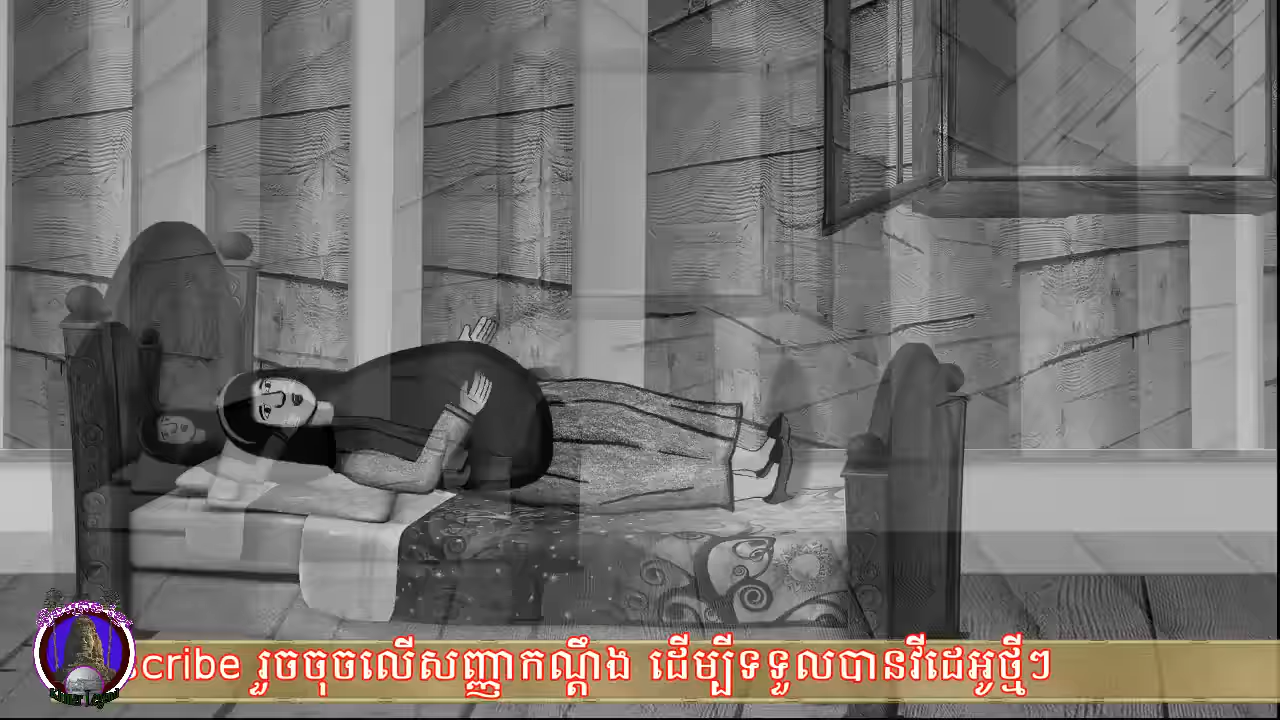 cribe រួចចុចលើសញ្ញាកណ្ដឹង ដើម្បីទទួលបានវីដេអូថ្មីៗ